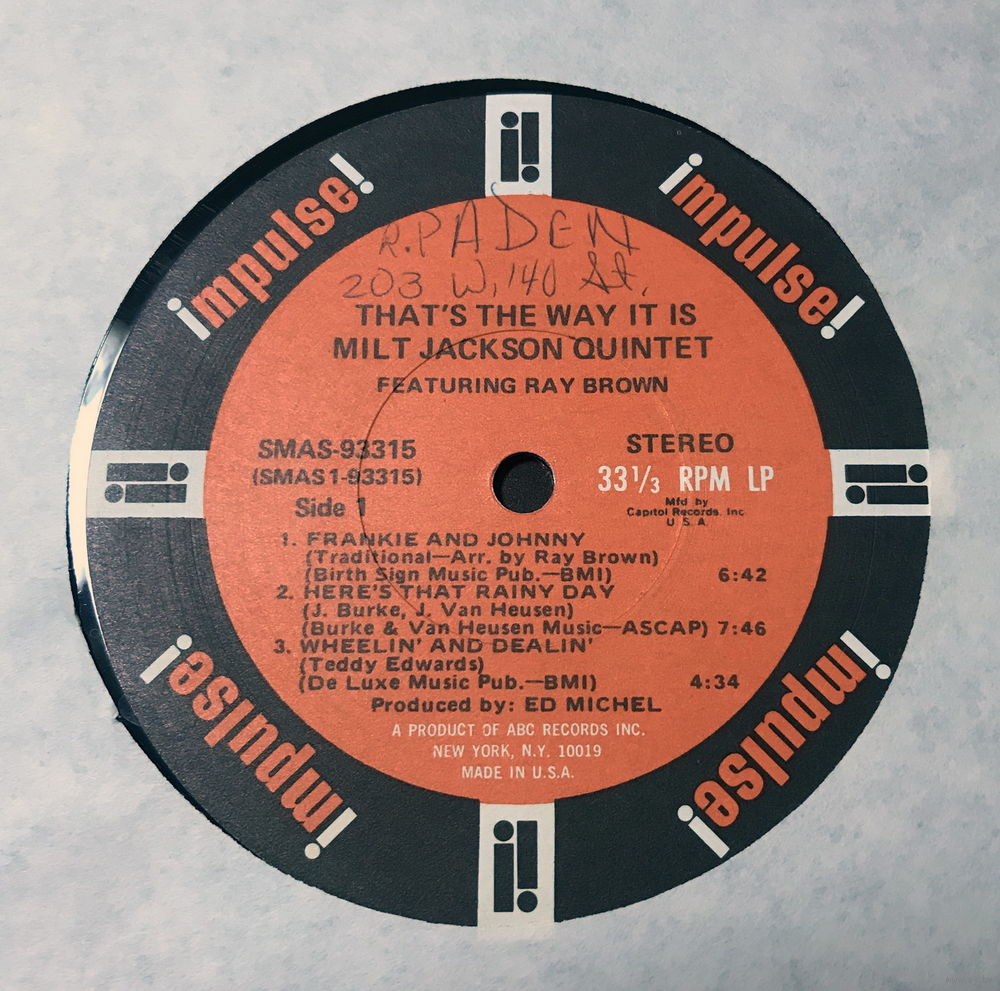 impulse!
impulse!
R. PADEN
203 W. 140 St.
THAT'S THE WAY IT IS
MILT JACKSON QUINTET
FEATURING RAY BROWN
SMAS-93315
(SMAS 1-93315)
Side 1
STEREO
33 1/3 RPM LP
Mfd by
Capitol Records, Inc
U. S. A
1. FRANKIE AND JOHNNY
(Traditional—Arr. by Ray Brown)
(Birth Sign Music Pub.—BMI) 6:42
2. HERE'S THAT RAINY DAY
(J. Burke, J. Van Heusen)
(Burke & Van Heusen Music—ASCAP) 7:46
3. WHEELIN' AND DEALIN'
(Teddy Edwards)
(De Luxe Music Pub.—BMI) 4:34
Produced by: ED MICHEL
A PRODUCT OF ABC RECORDS INC.
NEW YORK, N.Y. 10019
MADE IN U.S.A.
impulse!
impulse!